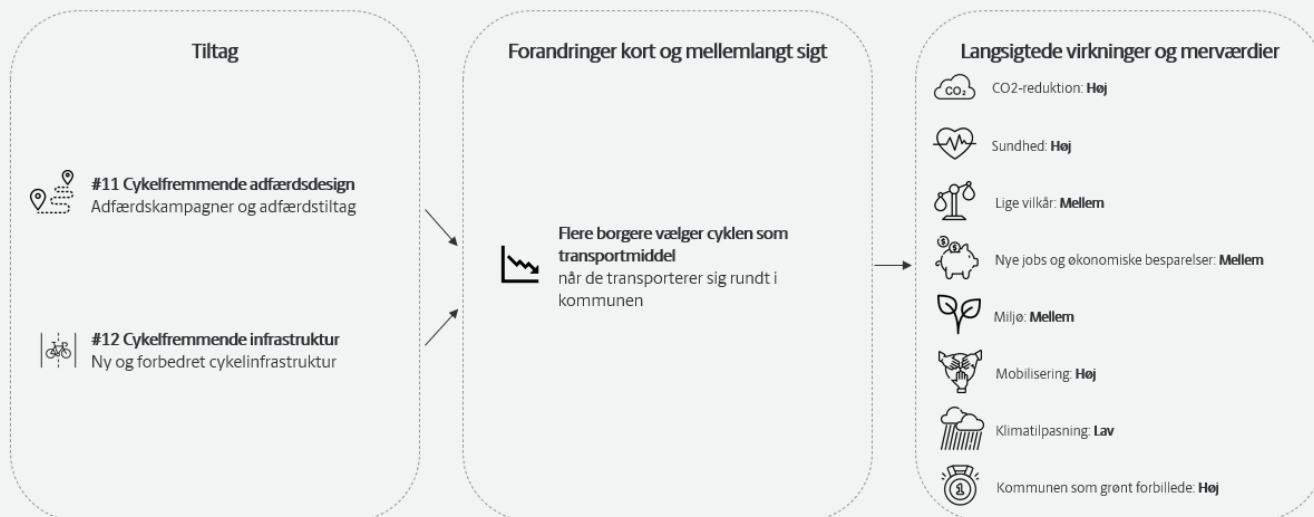 Tiltag
#11 Cykelfremmende adfærdsdesign
Adfærdskampagner og adfærdstiltag
#12 Cykelfremmende infrastruktur
Ny og forbedret cykelinfrastruktur
Forandringer kort og mellemlangt sigt
Flere borgere vælger cyklen som
transportmiddel
når de transporterer sig rundt i
kommunen
Langsigtede virkninger og merværdier
CO₂
CO2-reduktion: Høj
Sundhed: Høj
Lige vilkår: Mellem
$ $
Nye jobs og økonomiske besparelser: Mellem
Miljø: Mellem
Mobilisering: Høj
Klimatilpasning: Lav
1
Kommunen som grønt forbillede: Høj